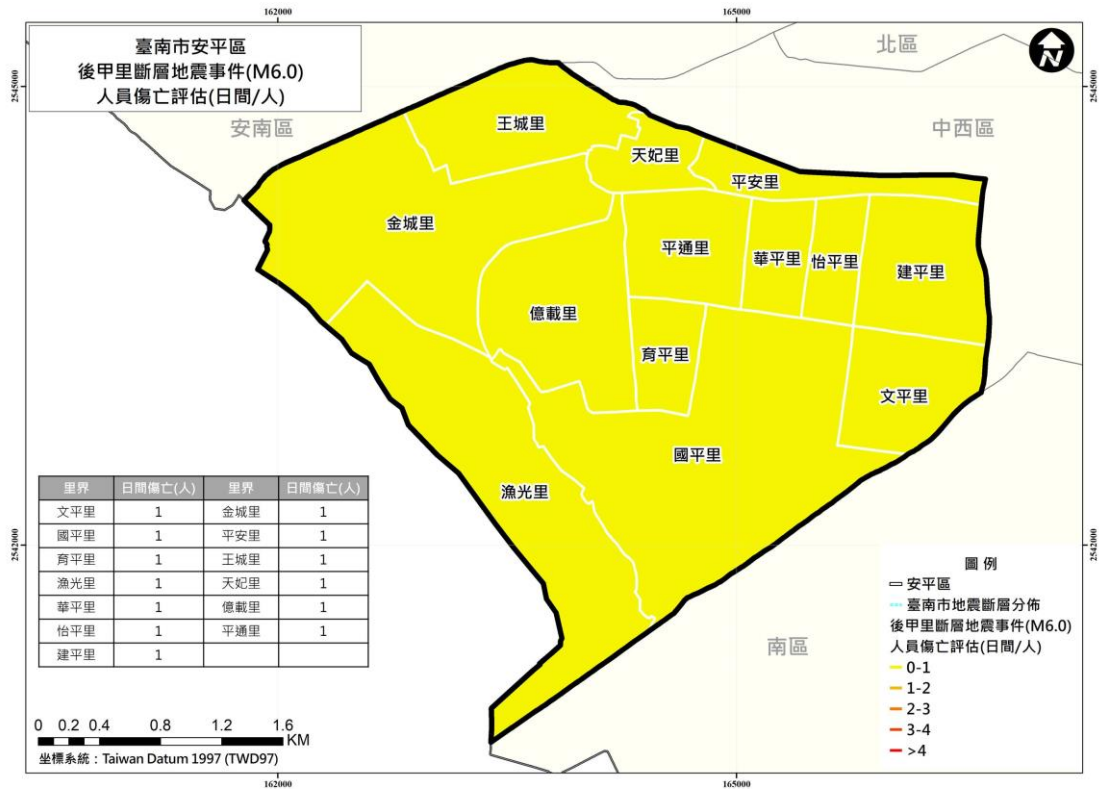 162000
165000
臺南市安平區
後甲里斷層地震事件(M6.0)
人員傷亡評估(日間/人)
北區
N
2545000
2545000
安南區
中西區
王城里
天妃里
平安里
金城里
平通里
華平里
怡平里
建平里
億載里
育平里
文平里
國平里
漁光里
里界 日間傷亡(人) 里界 日間傷亡(人)
文平里 1 金城里 1
國平里 1 平安里 1
育平里 1 王城里 1
漁光里 1 天妃里 1
華平里 1 億載里 1
怡平里 1 平通里 1
建平里 1
2542000
2542000
圖例
安平區
臺南市地震斷層分佈
後甲里斷層地震事件(M6.0)
人員傷亡評估(日間/人)
0-1
1-2
2-3
3-4
>4
南區
0 0.2 0.4 0.8 1.2 1.6
KM
坐標系統：Taiwan Datum 1997 (TWD97)
162000
165000